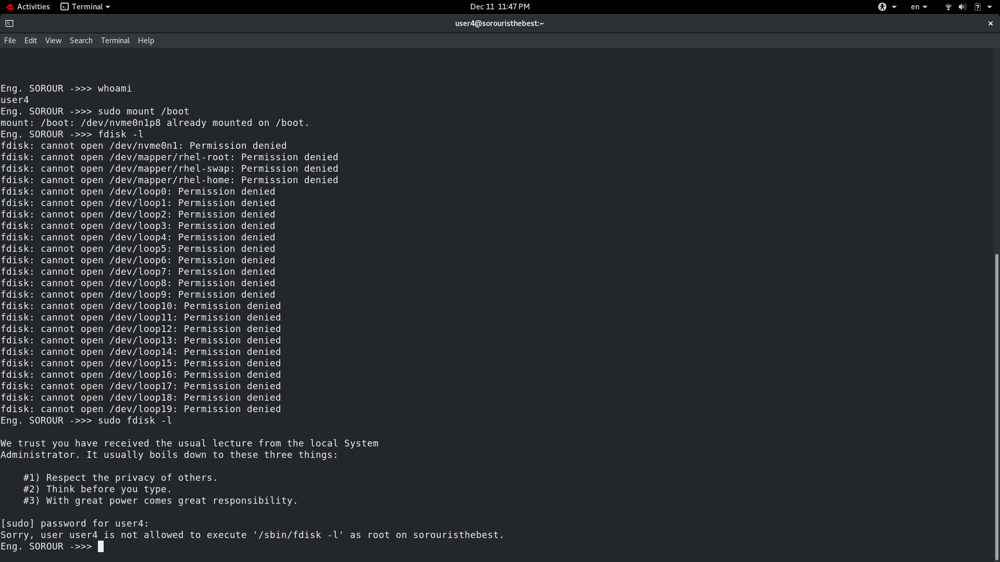 Activities Terminal Dec 11 11:47 PM en
user4@sorouristhebest:~
File Edit View Search Terminal Help
Eng. SOROUR ->>> whoami
user4
Eng. SOROUR ->>> sudo mount /boot
mount: /boot: /dev/nvme0n1p8 already mounted on /boot.
Eng. SOROUR ->>> fdisk -l
fdisk: cannot open /dev/nvme0n1: Permission denied
fdisk: cannot open /dev/mapper/rhel-root: Permission denied
fdisk: cannot open /dev/mapper/rhel-swap: Permission denied
fdisk: cannot open /dev/mapper/rhel-home: Permission denied
fdisk: cannot open /dev/loop0: Permission denied
fdisk: cannot open /dev/loop1: Permission denied
fdisk: cannot open /dev/loop2: Permission denied
fdisk: cannot open /dev/loop3: Permission denied
fdisk: cannot open /dev/loop4: Permission denied
fdisk: cannot open /dev/loop5: Permission denied
fdisk: cannot open /dev/loop6: Permission denied
fdisk: cannot open /dev/loop7: Permission denied
fdisk: cannot open /dev/loop8: Permission denied
fdisk: cannot open /dev/loop9: Permission denied
fdisk: cannot open /dev/loop10: Permission denied
fdisk: cannot open /dev/loop11: Permission denied
fdisk: cannot open /dev/loop12: Permission denied
fdisk: cannot open /dev/loop13: Permission denied
fdisk: cannot open /dev/loop14: Permission denied
fdisk: cannot open /dev/loop15: Permission denied
fdisk: cannot open /dev/loop16: Permission denied
fdisk: cannot open /dev/loop17: Permission denied
fdisk: cannot open /dev/loop18: Permission denied
fdisk: cannot open /dev/loop19: Permission denied
Eng. SOROUR ->>> sudo fdisk -l
We trust you have received the usual lecture from the local System
Administrator. It usually boils down to these three things:
#1) Respect the privacy of others.
#2) Think before you type.
#3) With great power comes great responsibility.
[sudo] password for user4:
Sorry, user user4 is not allowed to execute '/sbin/fdisk -l' as root on sorouristhebest.
Eng. SOROUR ->>>